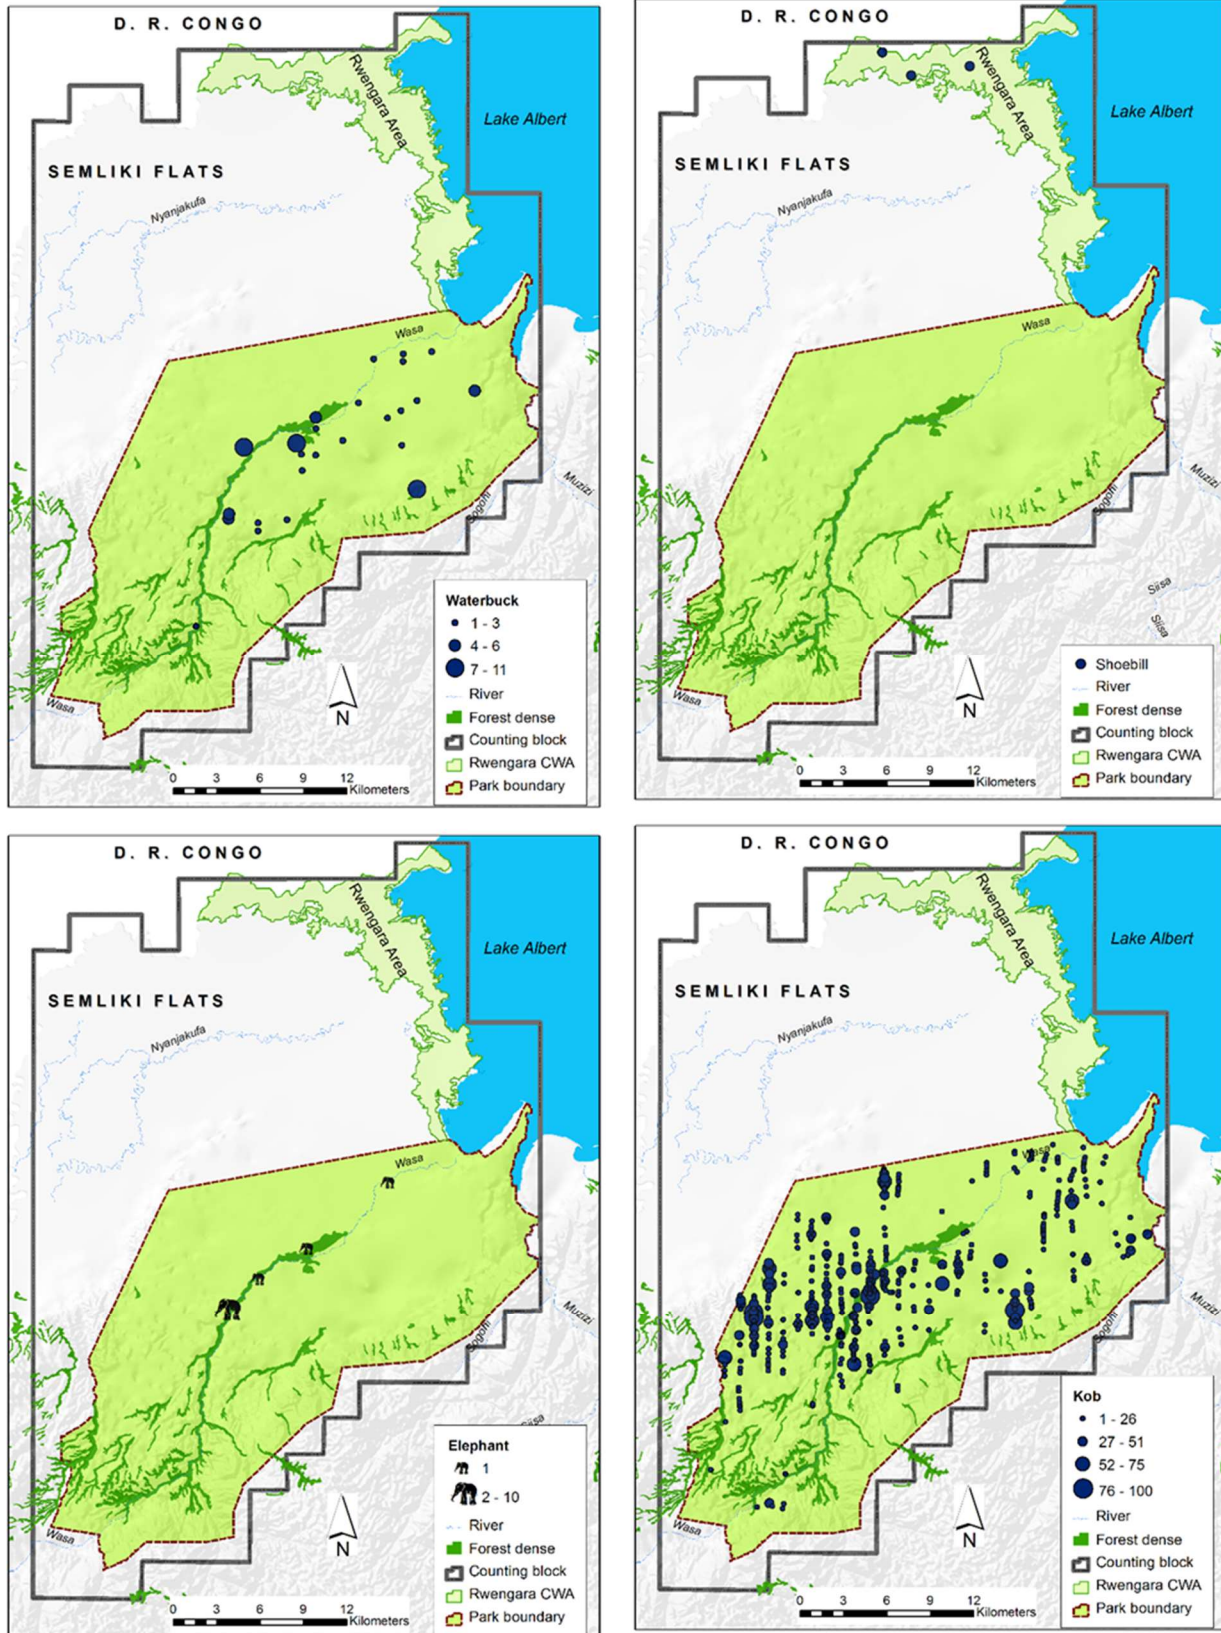 D. R. CONGO
Rwengara Area
Lake Albert
SEMLIKI FLATS
Nyanjakufa
Wasa
Muzizi
Sogohi
Wasa
N
0 3 6 9 12
Kilometers
Waterbuck
1 - 3
4 - 6
7 - 11
River
Forest dense
Counting block
Rwengara CWA
Park boundary
D. R. CONGO
Rwengara Area
Lake Albert
SEMLIKI FLATS
Nyanjakufa
Wasa
Muzizi
Sogohi
Siisa
Siisa
Wasa
N
0 3 6 9 12
Kilometers
Shoebill
River
Forest dense
Counting block
Rwengara CWA
Park boundary
D. R. CONGO
Rwengara Area
Lake Albert
SEMLIKI FLATS
Nyanjakufa
Wasa
Muzizi
Sogohi
Wasa
N
0 3 6 9 12
Kilometers
Elephant
1
2 - 10
River
Forest dense
Counting block
Rwengara CWA
Park boundary
D. R. CONGO
Rwengara Area
Lake Albert
SEMLIKI FLATS
Nyanjakufa
Wasa
Muzizi
Sogohi
Wasa
N
0 3 6 9 12
Kilometers
Kob
1 - 26
27 - 51
52 - 75
76 - 100
River
Forest dense
Counting block
Rwengara CWA
Park boundary